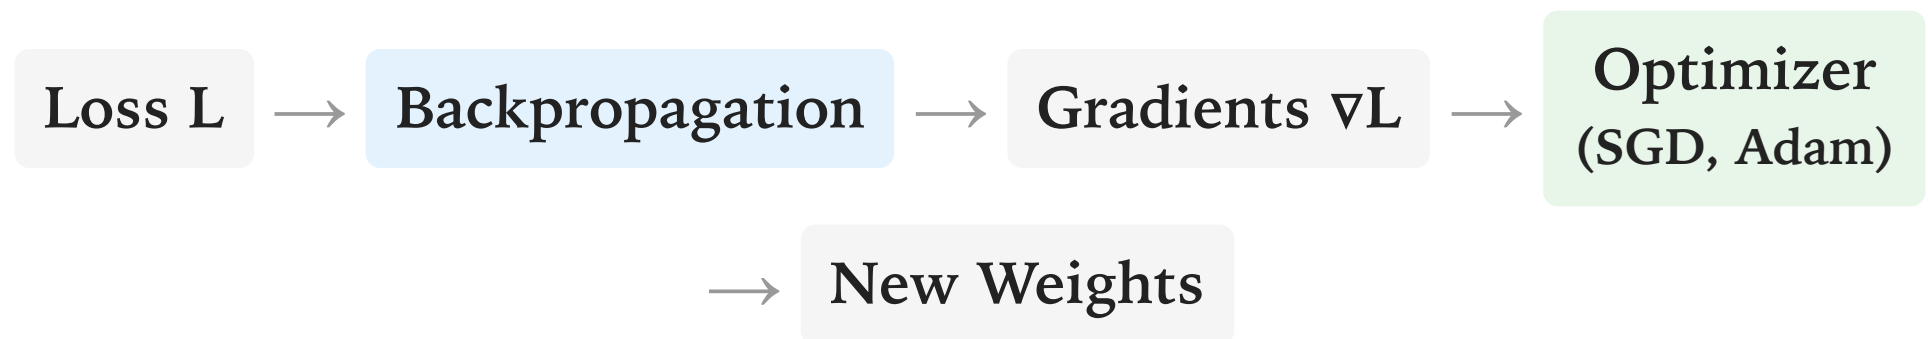 Loss L → Backpropagation → Gradients ∇L → Optimizer
(SGD, Adam)
→ New Weights